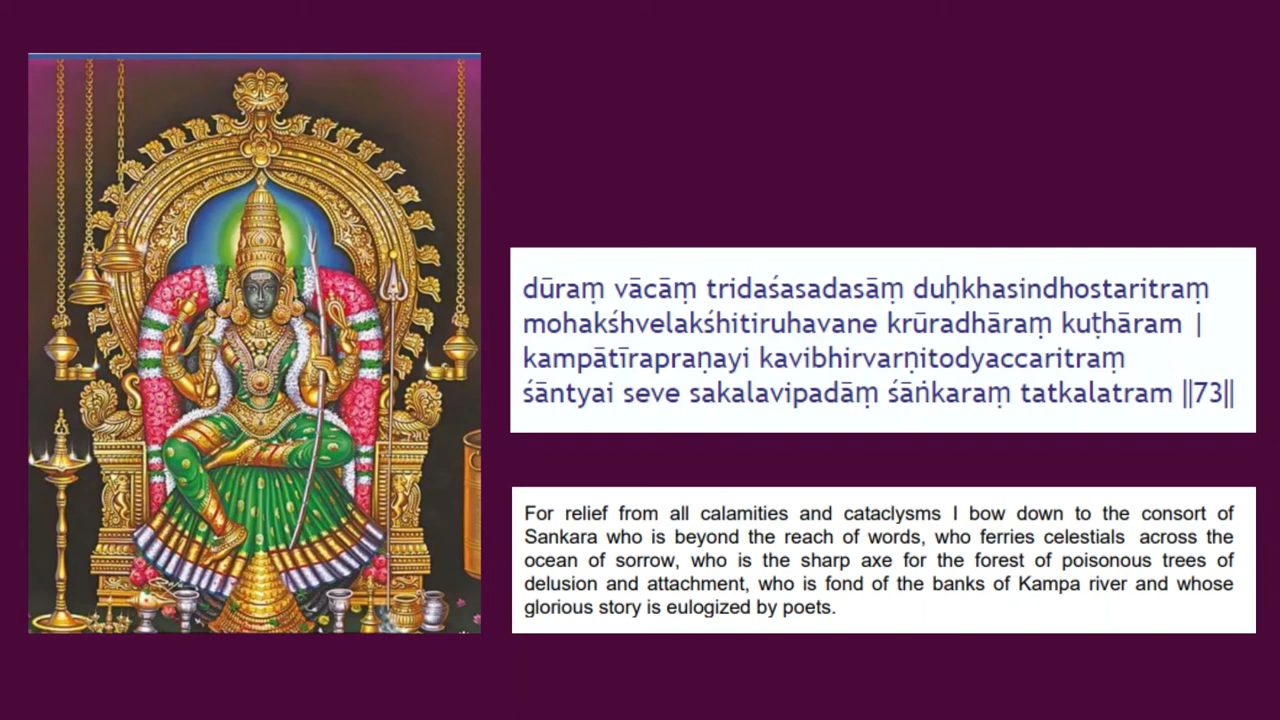 dūraṃ vācāṃ tridaśasadasāṃ duḥkhasindhostaritraṃ
mohakśhvelakśhitiruhavane krūradhāraṃ kuṭhāram |
kampātīrapraṇayi kavibhirvarṇitodyaccaritraṃ
śāntyai seve sakalavipadāṃ śāṅkaraṃ tatkalatram ||73||
For relief from all calamities and cataclysms I bow down to the consort of
Sankara who is beyond the reach of words, who ferries celestials across the
ocean of sorrow, who is the sharp axe for the forest of poisonous trees of
delusion and attachment, who is fond of the banks of Kampa river and whose
glorious story is eulogized by poets.